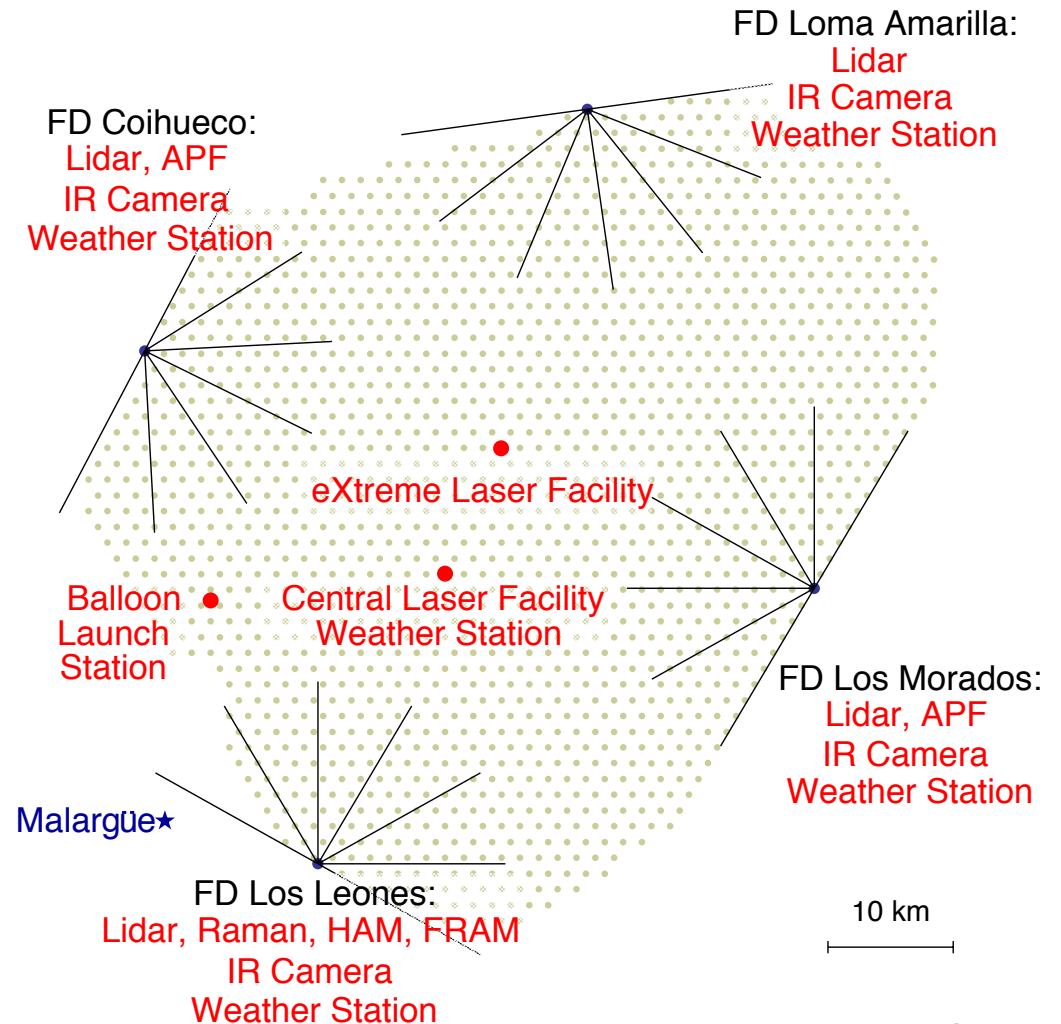 FD Loma Amarilla:
Lidar
IR Camera
Weather Station
FD Coihueco:
Lidar, APF
IR Camera
Weather Station
eXtreme Laser Facility
Balloon
Launch
Station
Central Laser Facility
Weather Station
FD Los Morados:
Lidar, APF
IR Camera
Weather Station
Malargüe
FD Los Leones:
Lidar, Raman, HAM, FRAM
IR Camera
Weather Station
10 km